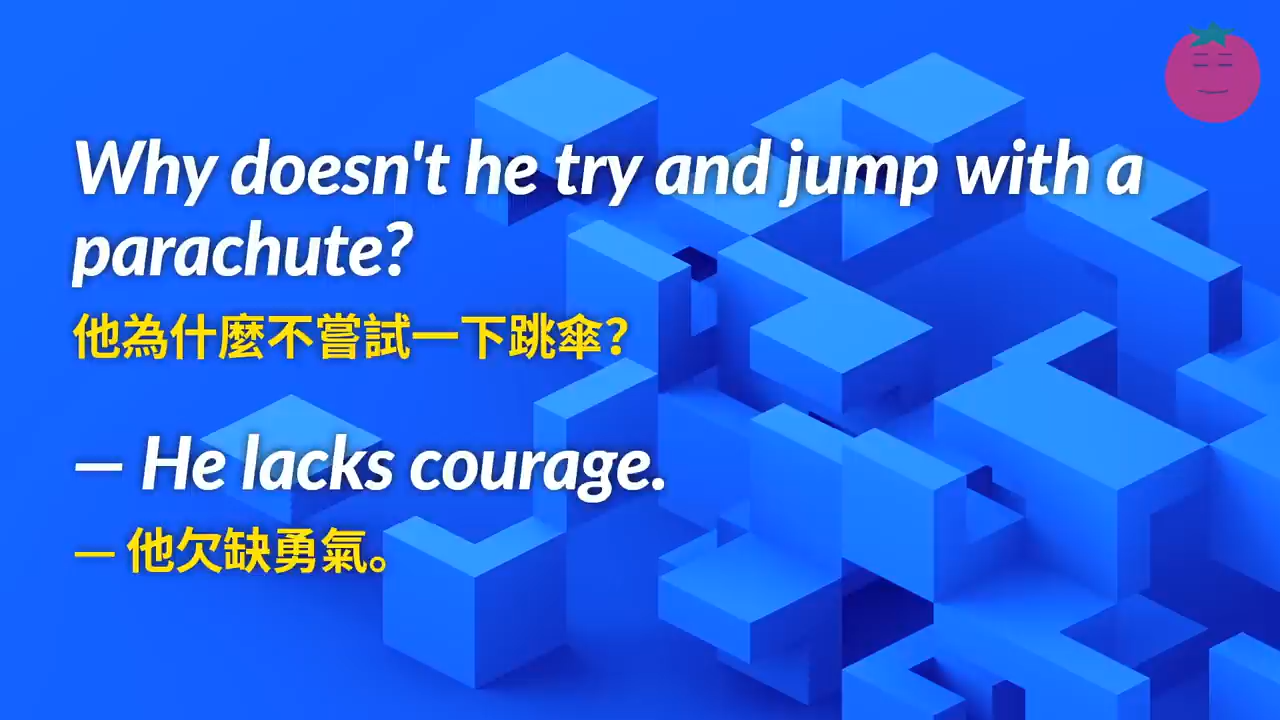 Why doesn't he try and jump with a
parachute?
他為什麼不嘗試一下跳傘？
— He lacks courage.
— 他欠缺勇氣。